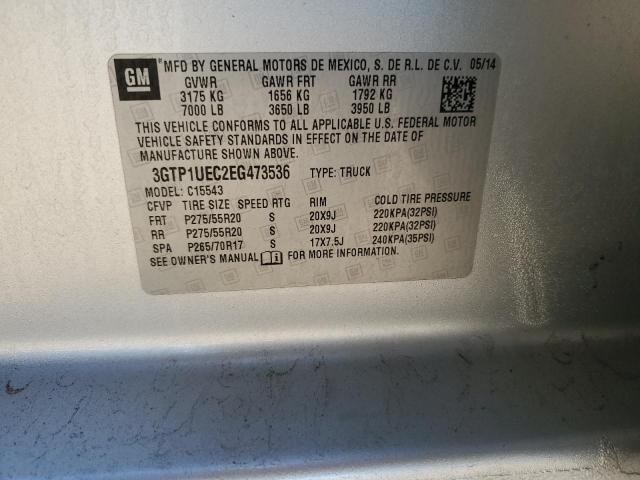 GM
® MFD BY GENERAL MOTORS DE MEXICO, S. DE R.L. DE C.V. 05/14
GVWR GAWR FRT GAWR RR
3175 KG 1656 KG 1792 KG
7000 LB 3650 LB 3950 LB
THIS VEHICLE CONFORMS TO ALL APPLICABLE U.S. FEDERAL MOTOR
VEHICLE SAFETY STANDARDS IN EFFECT ON THE DATE OF
MANUFACTURE SHOWN ABOVE.
3GTP1UEC2EG473536 TYPE: TRUCK
MODEL: C15543
CFVP TIRE SIZE SPEED RTG RIM COLD TIRE PRESSURE
FRT P275/55R20 S 20X9J 220KPA(32PSI)
RR P275/55R20 S 20X9J 220KPA(32PSI)
SPA P265/70R17 S 17X7.5J 240KPA(35PSI)
SEE OWNER'S MANUAL FOR MORE INFORMATION.